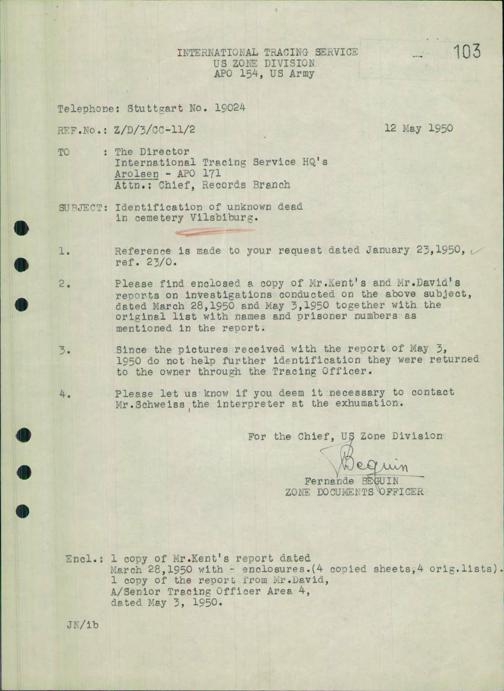 103
INTERNATIONAL TRACING SERVICE
US ZONE DIVISION
APO 154, US Army
Telephone: Stuttgart No. 19024
REF.No.: Z/D/3/CC-11/2 12 May 1950
TO : The Director
International Tracing Service HQ's
Arolsen - APO 171
Attn.: Chief, Records Branch
SUBJECT: Identification of unknown dead
in cemetery Vilsbiburg.
1. Reference is made to your request dated January 23,1950,
ref. 23/0.
2. Please find enclosed a copy of Mr.Kent's and Mr.David's
reports on investigations conducted on the above subject,
dated March 28,1950 and May 3,1950 together with the
original list with names and prisoner numbers as
mentioned in the report.
3. Since the pictures received with the report of May 3,
1950 do not help further identification they were returned
to the owner through the Tracing Officer.
4. Please let us know if you deem it necessary to contact
Mr.Schweiss,the interpreter at the exhumation.
For the Chief, US Zone Division
Beguin
Fernande BEGUIN
ZONE DOCUMENTS OFFICER
Encl.: 1 copy of Mr.Kent's report dated
March 28,1950 with - enclosures.(4 copied sheets,4 orig.lists).
1 copy of the report from Mr.David,
A/Senior Tracing Officer Area 4,
dated May 3, 1950.
JN/ib